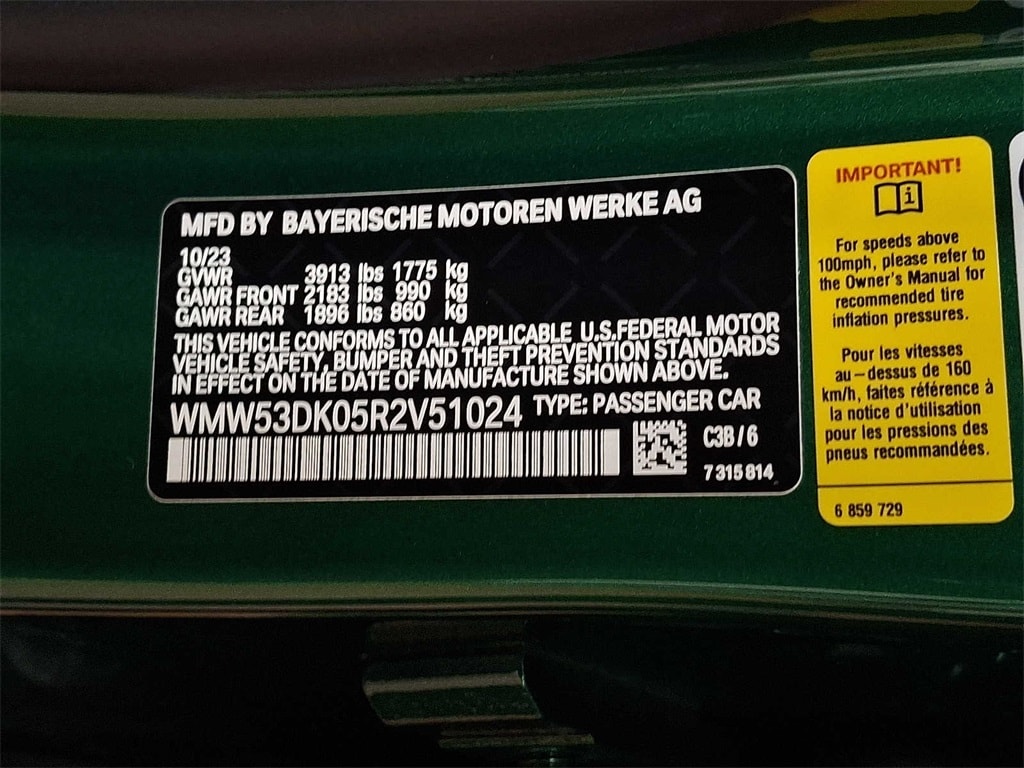 MFD BY BAYERISCHE MOTOREN WERKE AG
10/23
GVWR 3913 lbs 1775 kg
GAWR FRONT 2183 lbs 990 kg
GAWR REAR 1896 lbs 860 kg
THIS VEHICLE CONFORMS TO ALL APPLICABLE U.S.FEDERAL MOTOR
VEHICLE SAFETY, BUMPER AND THEFT PREVENTION STANDARDS
IN EFFECT ON THE DATE OF MANUFACTURE SHOWN ABOVE.
WMW53DK05R2V51024 TYPE: PASSENGER CAR
C3B/6
7315814
IMPORTANT!
i
For speeds above
100mph, please refer to
the Owner's Manual for
recommended tire
inflation pressures.
Pour les vitesses
au-dessus de 160
km/h, faites référence à
la notice d'utilisation
pour les pressions des
pneus recommandées.
6 859 729